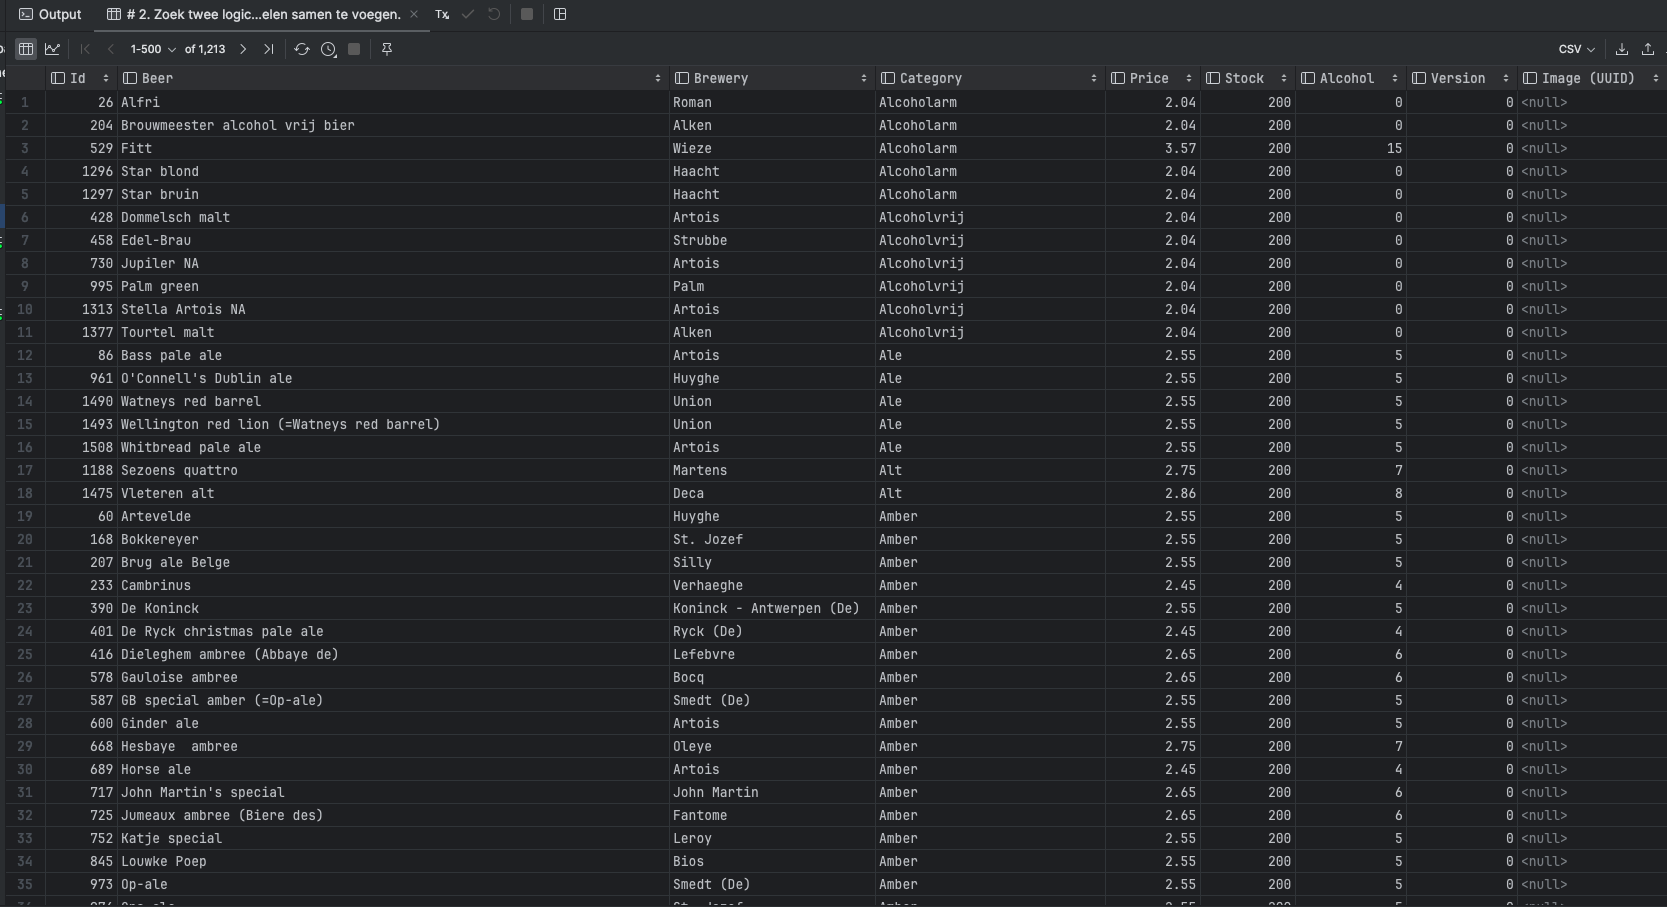 Output # 2. Zoek twee logic...elen samen te voegen. Tx
1-500 of 1,213 CSV
Id Beer Brewery Category Price Stock Alcohol Version Image (UUID)
1 26 Alfri Roman Alcoholarm 2.04 200 0 0 <null>
2 204 Brouwmeester alcohol vrij bier Alken Alcoholarm 2.04 200 0 0 <null>
3 529 Fitt Wieze Alcoholarm 3.57 200 15 0 <null>
4 1296 Star blond Haacht Alcoholarm 2.04 200 0 0 <null>
5 1297 Star bruin Haacht Alcoholarm 2.04 200 0 0 <null>
6 428 Dommelsch malt Artois Alcoholvrij 2.04 200 0 0 <null>
7 458 Edel-Brau Strubbe Alcoholvrij 2.04 200 0 0 <null>
8 730 Jupiler NA Artois Alcoholvrij 2.04 200 0 0 <null>
9 995 Palm green Palm Alcoholvrij 2.04 200 0 0 <null>
10 1313 Stella Artois NA Artois Alcoholvrij 2.04 200 0 0 <null>
11 1377 Tourtel malt Alken Alcoholvrij 2.04 200 0 0 <null>
12 86 Bass pale ale Artois Ale 2.55 200 5 0 <null>
13 961 O'Connell's Dublin ale Huyghe Ale 2.55 200 5 0 <null>
14 1490 Watneys red barrel Union Ale 2.55 200 5 0 <null>
15 1493 Wellington red lion (=Watneys red barrel) Union Ale 2.55 200 5 0 <null>
16 1508 Whitbread pale ale Artois Ale 2.55 200 5 0 <null>
17 1188 Sezoens quattro Martens Alt 2.75 200 7 0 <null>
18 1475 Vleteren alt Deca Alt 2.86 200 8 0 <null>
19 60 Artevelde Huyghe Amber 2.55 200 5 0 <null>
20 168 Bokkereyer St. Jozef Amber 2.55 200 5 0 <null>
21 207 Brug ale Belge Silly Amber 2.55 200 5 0 <null>
22 233 Cambrinus Verhaeghe Amber 2.45 200 4 0 <null>
23 390 De Koninck Koninck - Antwerpen (De) Amber 2.55 200 5 0 <null>
24 401 De Ryck christmas pale ale Ryck (De) Amber 2.45 200 4 0 <null>
25 416 Dieleghem ambree (Abbaye de) Lefebvre Amber 2.65 200 6 0 <null>
26 578 Gauloise ambree Bocq Amber 2.65 200 6 0 <null>
27 587 GB special amber (=Op-ale) Smedt (De) Amber 2.55 200 5 0 <null>
28 600 Ginder ale Artois Amber 2.55 200 5 0 <null>
29 668 Hesbaye  ambree Oleye Amber 2.75 200 7 0 <null>
30 689 Horse ale Artois Amber 2.45 200 4 0 <null>
31 717 John Martin's special John Martin Amber 2.65 200 6 0 <null>
32 725 Jumeaux ambree (Biere des) Fantome Amber 2.65 200 6 0 <null>
33 752 Katje special Leroy Amber 2.55 200 5 0 <null>
34 845 Louwke Poep Bios Amber 2.55 200 5 0 <null>
35 973 Op-ale Smedt (De) Amber 2.55 200 5 0 <null>